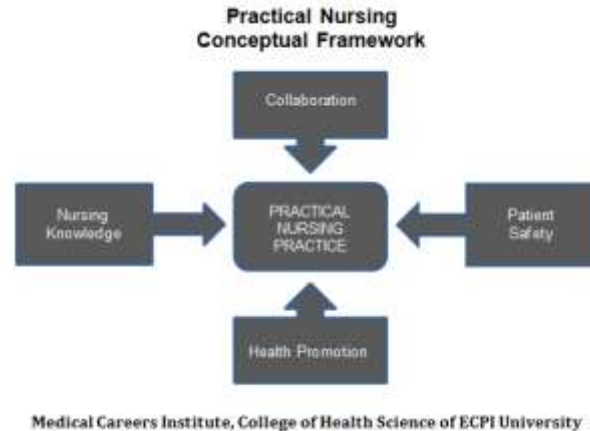 Practical Nursing
Conceptual Framework
Collaboration
Nursing
Knowledge
PRACTICAL
NURSING
PRACTICE
Patient
Safety
Health Promotion
Medical Careers Institute, College of Health Science of ECPI University